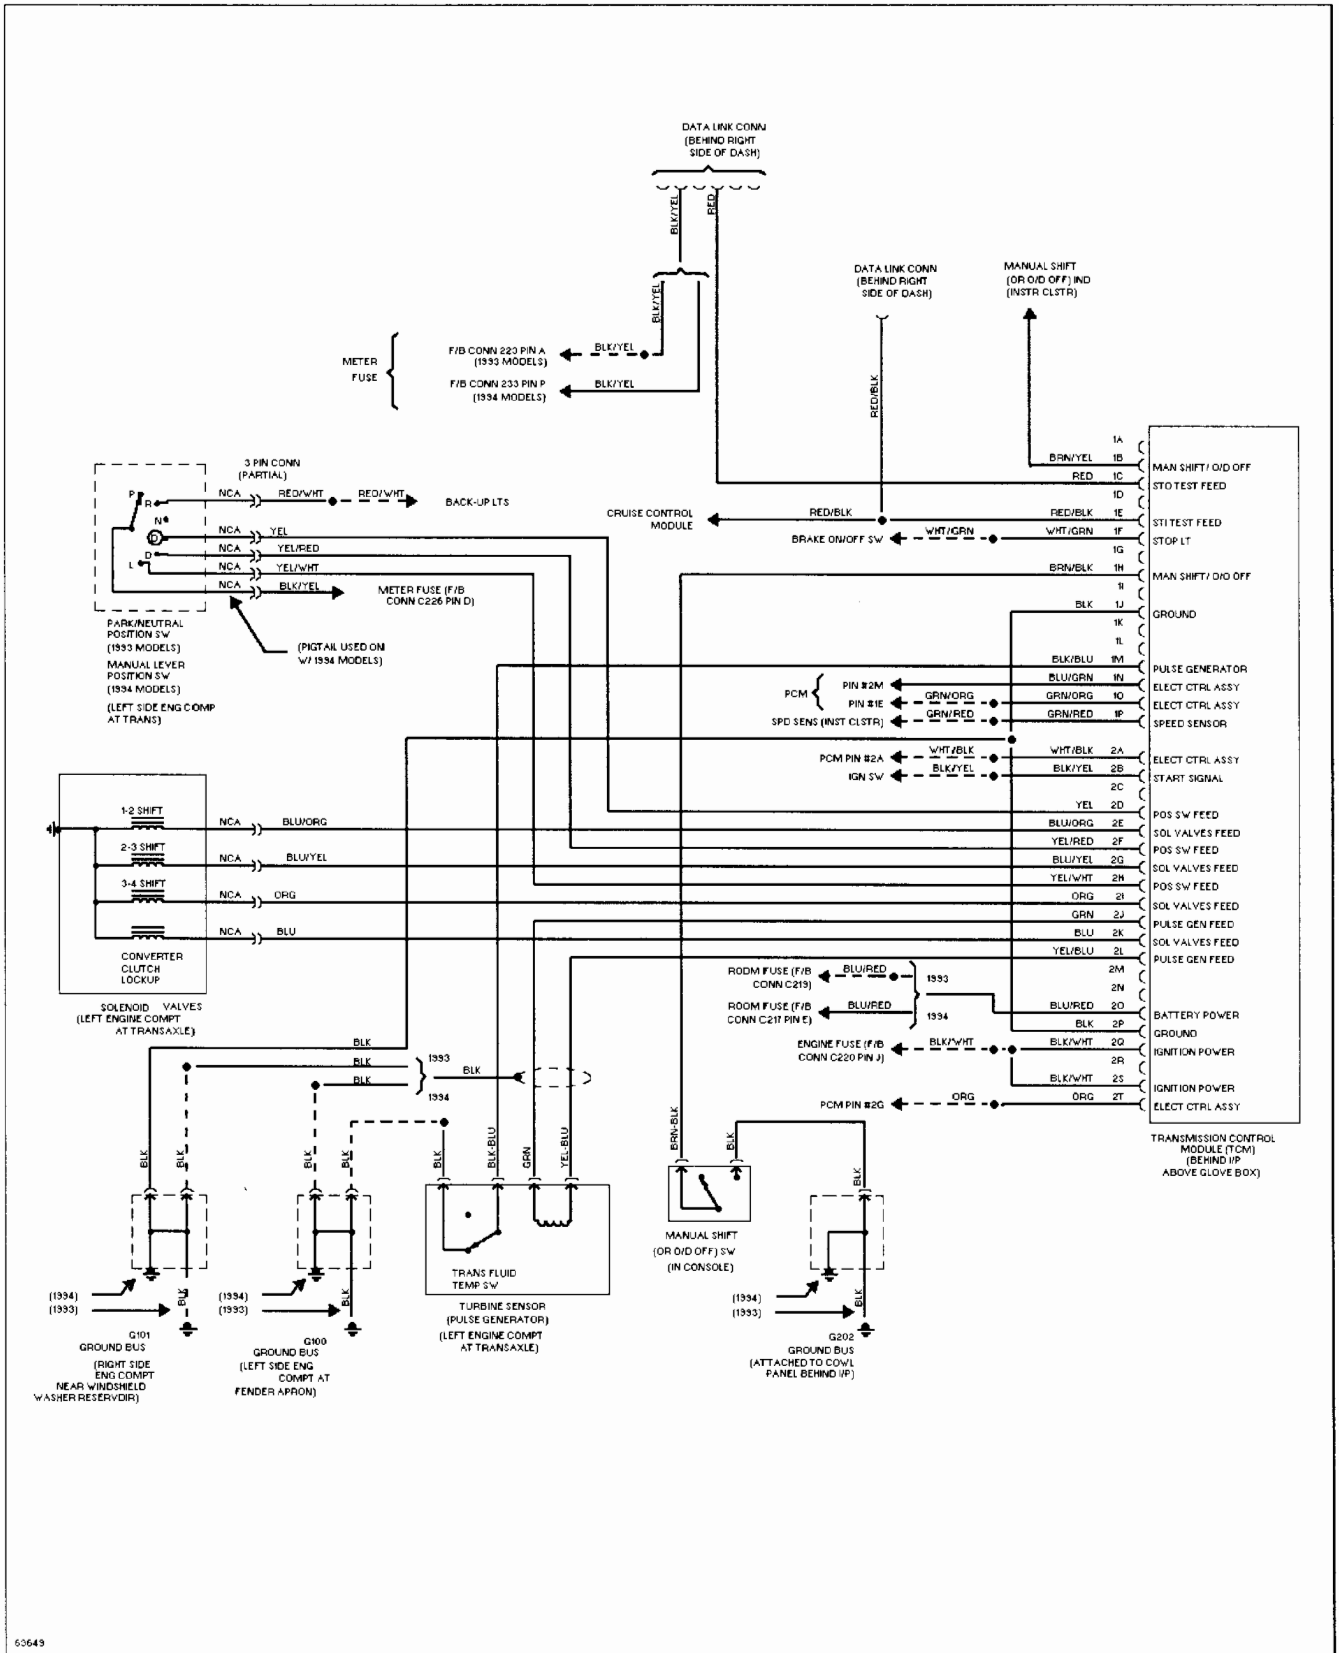 DATA LINK CONN
(BEHIND RIGHT
SIDE OF DASH)
BLK/YEL
RED
BLK/YEL
DATA LINK CONN
(BEHIND RIGHT
SIDE OF DASH)
RED/BLK
MANUAL SHIFT
(OR O/D OFF) IND
(INSTR CLSTR)
METER
FUSE
F/B CONN 223 PIN A
(1993 MODELS)
BLK/YEL
F/B CONN 233 PIN P
(1994 MODELS)
BLK/YEL
3 PIN CONN
(PARTIAL)
P
R
N
D
D
L
NCA RED/WHT RED/WHT BACK-UP LTS
NCA YEL
NCA YEL/RED
NCA YEL/WHT
NCA BLK/YEL METER FUSE (F/B
CONN C226 PIN D)
PARK/NEUTRAL
POSITION SW
(1993 MODELS)
MANUAL LEVER
POSITION SW
(1994 MODELS)
(LEFT SIDE ENG COMP
AT TRANS)
(PIGTAIL USED ON
W/ 1994 MODELS)
1A
BRN/YEL 1B MAN SHIFT/ O/D OFF
RED 1C STO TEST FEED
1D
CRUISE CONTROL
MODULE
RED/BLK RED/BLK 1E STI TEST FEED
BRAKE ON/OFF SW WHT/GRN WHT/GRN 1F STOP LT
1G
BRN/BLK 1H MAN SHIFT/ O/D OFF
1I
BLK 1J GROUND
1K
1L
BLK/BLU 1M PULSE GENERATOR
PCM
PIN #2M BLU/GRN 1N ELECT CTRL ASSY
PIN #1E GRN/ORG GRN/ORG 1O ELECT CTRL ASSY
SPD SENS (INST CLSTR) GRN/RED GRN/RED 1P SPEED SENSOR
PCM PIN #2A WHT/BLK WHT/BLK 2A ELECT CTRL ASSY
IGN SW BLK/YEL BLK/YEL 2B START SIGNAL
2C
YEL 2D POS SW FEED
BLU/ORG 2E SOL VALVES FEED
YEL/RED 2F POS SW FEED
BLU/YEL 2G SOL VALVES FEED
YEL/WHT 2H POS SW FEED
ORG 2I SOL VALVES FEED
GRN 2J PULSE GEN FEED
BLU 2K SOL VALVES FEED
YEL/BLU 2L PULSE GEN FEED
2M
2N
BLU/RED 2O BATTERY POWER
BLK 2P GROUND
BLK/WHT 2Q IGNITION POWER
2R
BLK/WHT 2S IGNITION POWER
ORG 2T ELECT CTRL ASSY
1-2 SHIFT
NCA BLU/ORG
2-3 SHIFT
NCA BLU/YEL
3-4 SHIFT
NCA ORG
NCA BLU
CONVERTER
CLUTCH
LOCKUP
SOLENOID VALVES
(LEFT ENGINE COMPT
AT TRANSAXLE)
ROOM FUSE (F/B
CONN C219)
BLU/RED
1993
ROOM FUSE (F/B
CONN C217 PIN E)
BLU/RED
1994
ENGINE FUSE (F/B
CONN C220 PIN J)
BLK/WHT
PCM PIN #2G ORG
TRANSMISSION CONTROL
MODULE (TCM)
(BEHIND I/P
ABOVE GLOVE BOX)
BLK
BLK
BLK
1993
1994
BLK
BLK
BLK
BLK
BLK
BLK
BLK-BLU
GRN
YEL-BLU
BRN-BLK
BLK
BLK
TRANS FLUID
TEMP SW
TURBINE SENSOR
(PULSE GENERATOR)
(LEFT ENGINE COMPT
AT TRANSAXLE)
MANUAL SHIFT
(OR O/D OFF) SW
(IN CONSOLE)
(1994)
(1993)
BLK
G101
GROUND BUS
(RIGHT SIDE
ENG COMPT
NEAR WINDSHIELD
WASHER RESERVOIR)
(1994)
(1993)
BLK
G100
GROUND BUS
(LEFT SIDE ENG
COMPT AT
FENDER APRON)
(1994)
(1993)
BLK
G202
GROUND BUS
(ATTACHED TO COWL
PANEL BEHIND I/P)
63649